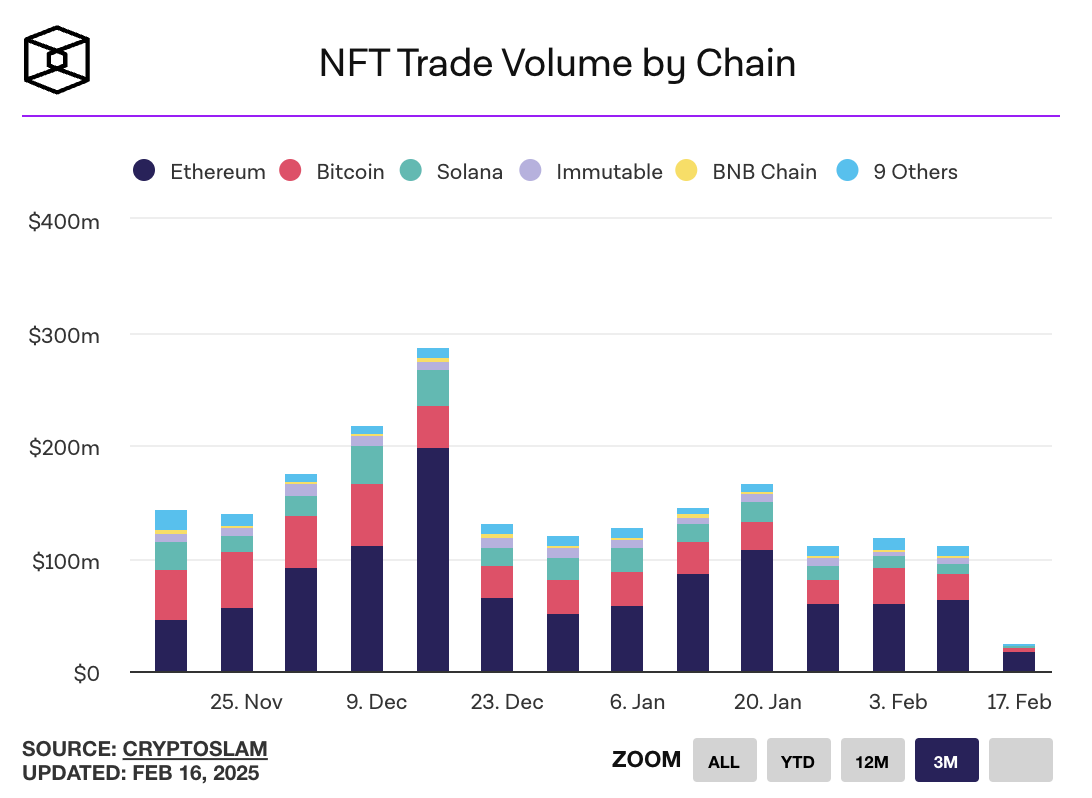 NFT Trade Volume by Chain
Ethereum Bitcoin Solana Immutable BNB Chain 9 Others
$400m
$300m
$200m
$100m
$0
25. Nov 9. Dec 23. Dec 6. Jan 20. Jan 3. Feb 17. Feb
SOURCE: CRYPTOSLAM
UPDATED: FEB 16, 2025
ZOOM ALL YTD 12M 3M